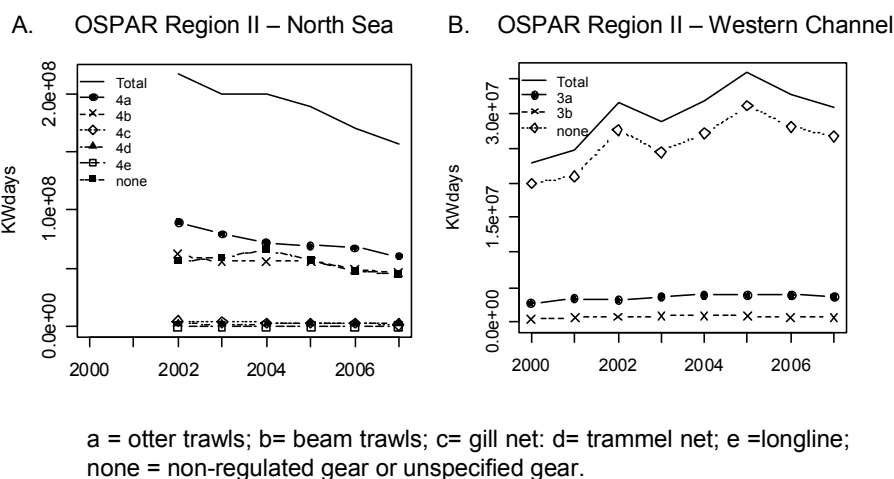 A. OSPAR Region II – North Sea
KWdays
2.0e+08
1.0e+08
0.0e+00
Total
4a
4b
4c
4d
4e
none
2000 2002 2004 2006
B. OSPAR Region II – Western Channel
KWdays
3.0e+07
1.5e+07
0.0e+00
Total
3a
3b
none
2000 2002 2004 2006
a = otter trawls; b= beam trawls; c= gill net: d= trammel net; e =longline;
none = non-regulated gear or unspecified gear.